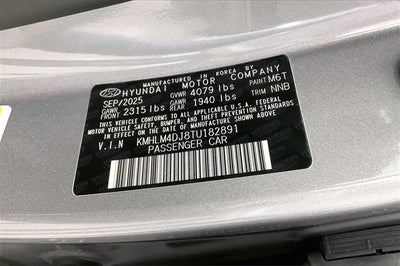 MANUFACTURED IN KOREA BY
HYUNDAI MOTOR COMPANY
SEP/2025 GVWR 4079 lbs PAINT M6T
GAWR FRONT 2315 lbs GAWR REAR 1940 lbs TRIM NNB
THIS VEHICLE CONFORMS TO ALL APPLICABLE U.S.A. FEDERAL
MOTOR VEHICLE SAFETY, BUMPER, AND THEFT PREVENTION
STANDARDS IN EFFECT ON THE DATE OF MANUFACTURE SHOWN ABOVE.
V.I.N KMHLM4DJ8TU182891
PASSENGER CAR